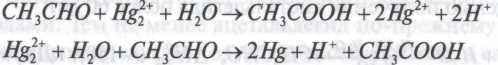 CH₃CHO + Hg₂²⁺ + H₂O → CH₃COOH + 2Hg²⁺ + 2H⁺
Hg₂²⁺ + H₂O + CH₃CHO → 2Hg + H⁺ + CH₃COOH